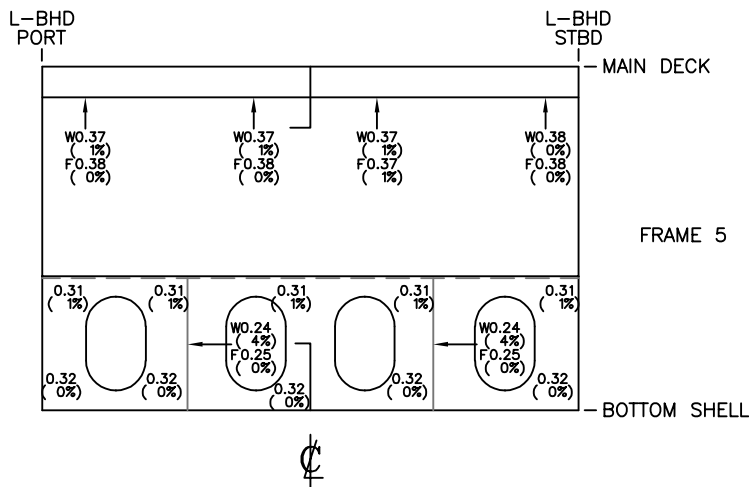 L-BHD
PORT
L-BHD
STBD
MAIN DECK
W0.37
( 1%)
F0.38
( 0%)
W0.37
( 1%)
F0.38
( 0%)
W0.37
( 1%)
F0.37
( 1%)
W0.38
( 0%)
F0.38
( 0%)
FRAME 5
0.31
( 1%)
0.31
( 1%)
0.31
( 1%)
0.31
( 1%)
0.31
( 1%)
W0.24
( 4%)
F0.25
( 0%)
W0.24
( 4%)
F0.25
( 0%)
0.32
( 0%)
0.32
( 0%)
0.32
( 0%)
0.32
( 0%)
0.32
( 0%)
BOTTOM SHELL
℄